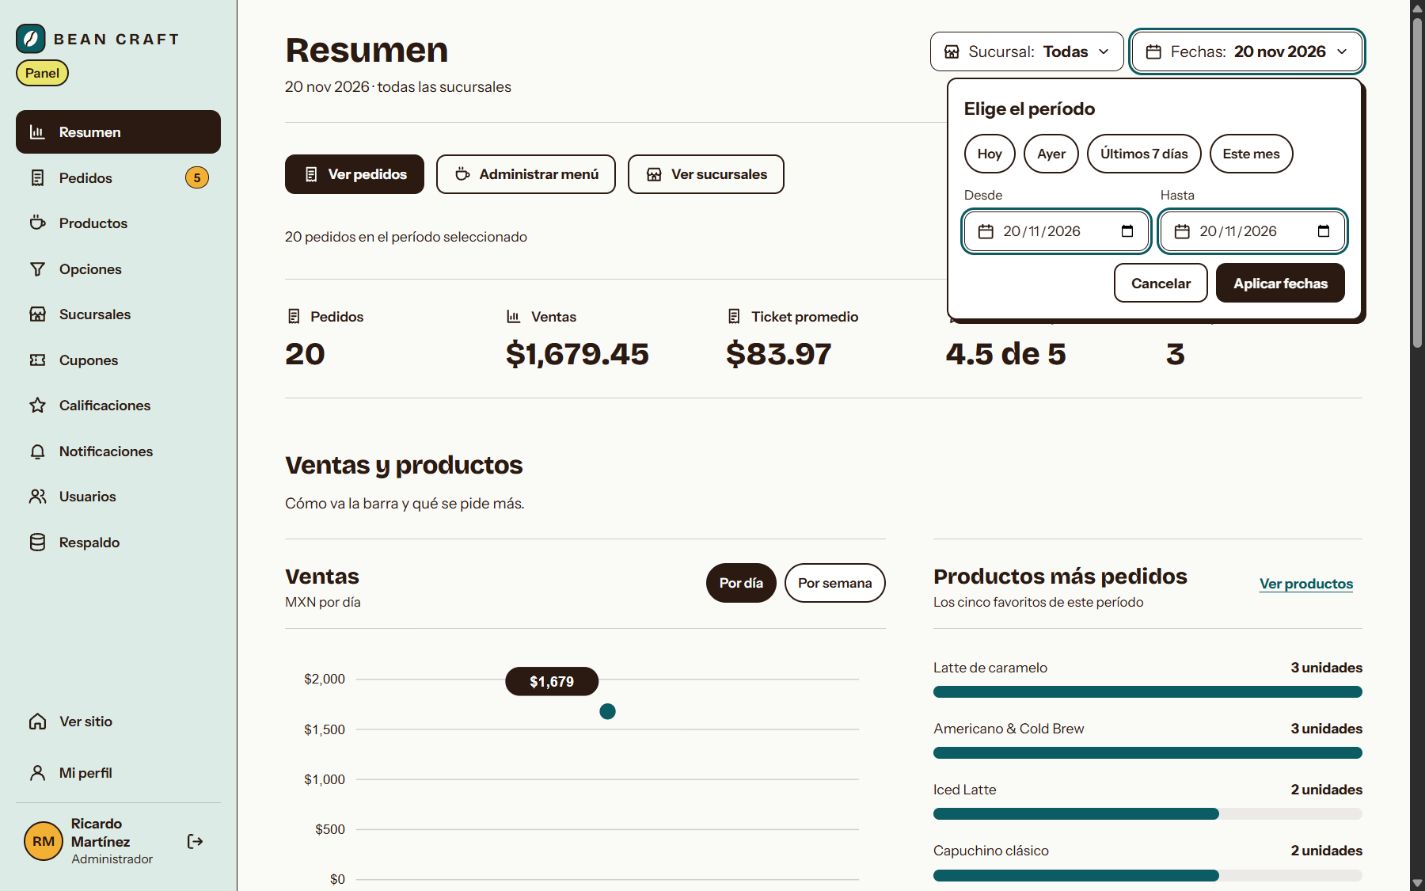 BEAN CRAFT
Panel
Resumen
Pedidos
5
Productos
Opciones
Sucursales
Cupones
Calificaciones
Notificaciones
Usuarios
Respaldo
Ver sitio
Mi perfil
RM
Ricardo
Martínez
Administrador
Resumen
20 nov 2026 · todas las sucursales
Sucursal: Todas
Fechas: 20 nov 2026
Elige el período
Hoy
Ayer
Últimos 7 días
Este mes
Desde
Hasta
20/11/2026
20/11/2026
Cancelar
Aplicar fechas
Ver pedidos
Administrar menú
Ver sucursales
20 pedidos en el período seleccionado
Pedidos
20
Ventas
$1,679.45
Ticket promedio
$83.97
4.5 de 5
3
Ventas y productos
Cómo va la barra y qué se pide más.
Ventas
MXN por día
Por día
Por semana
$1,679
$2,000
$1,500
$1,000
$500
$0
Productos más pedidos
Los cinco favoritos de este período
Ver productos
Latte de caramelo
3 unidades
Americano & Cold Brew
3 unidades
Iced Latte
2 unidades
Capuchino clásico
2 unidades